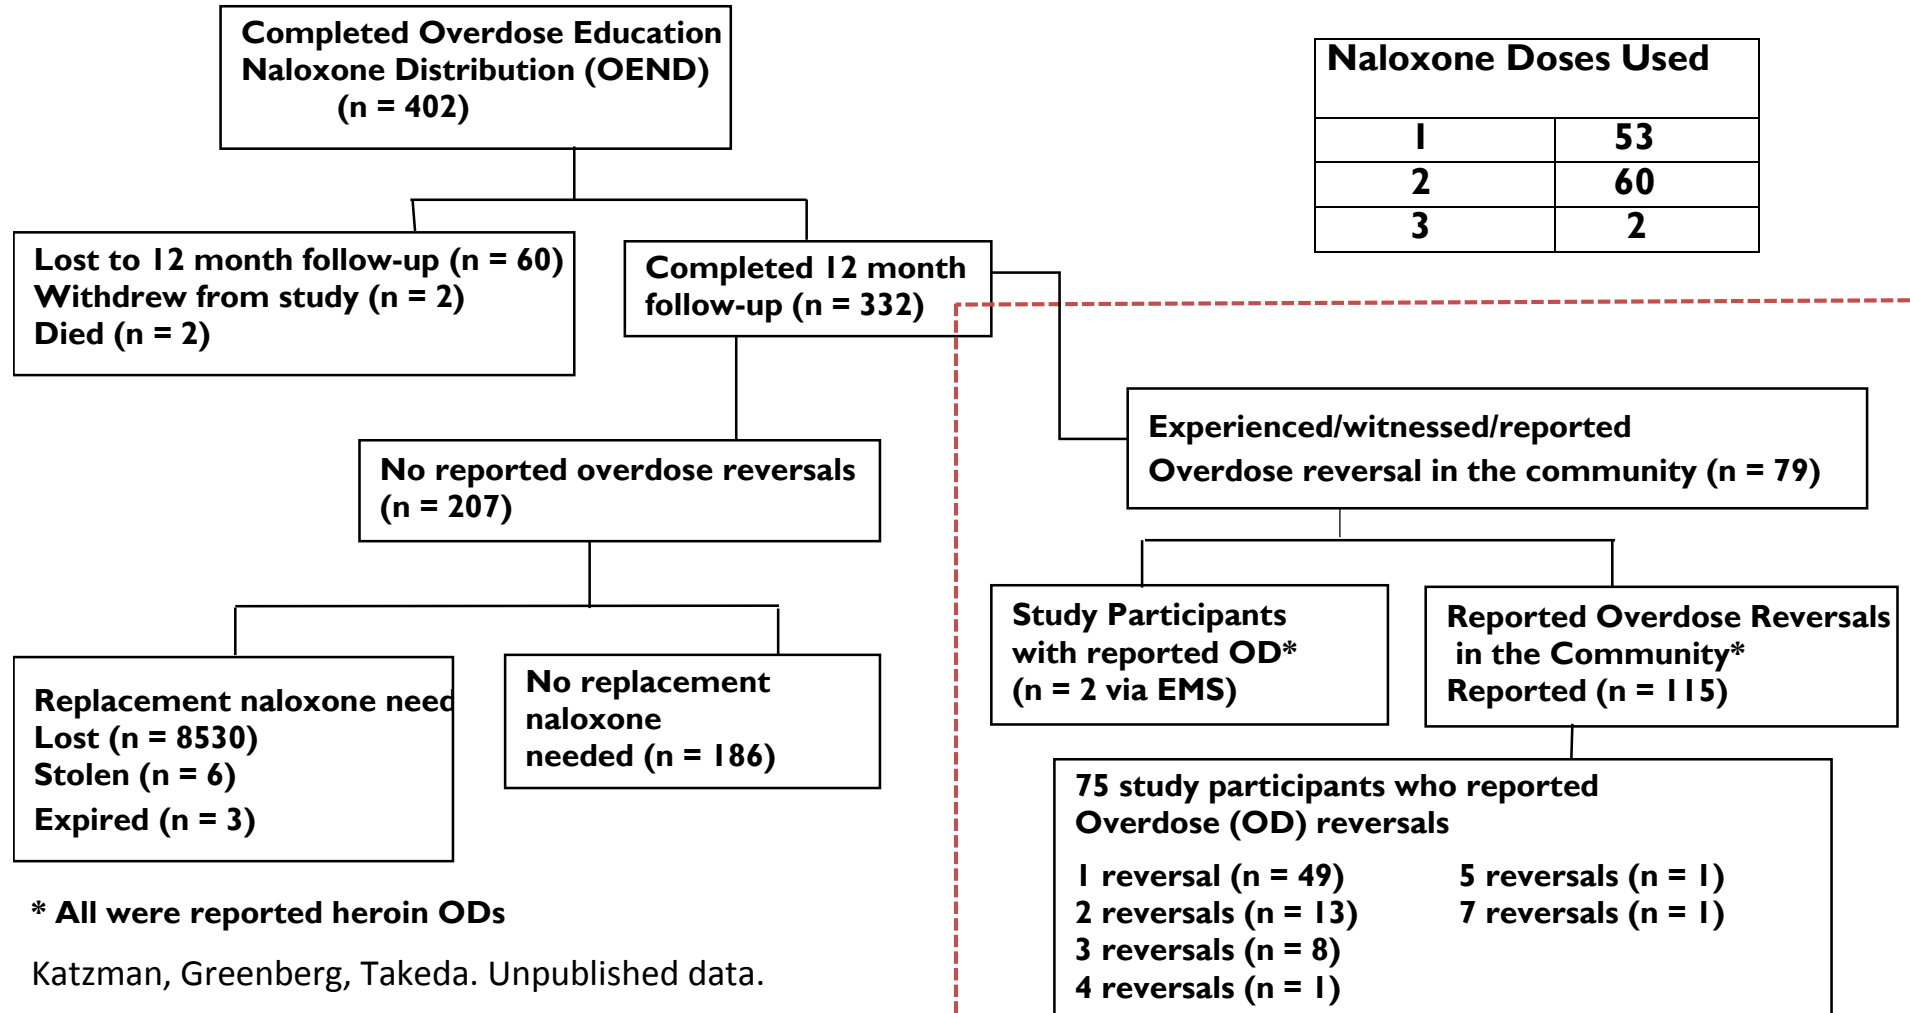 Completed Overdose Education
Naloxone Distribution (OEND)
(n = 402)
Naloxone Doses Used
1 53
2 60
3 2
Lost to 12 month follow-up (n = 60)
Withdrew from study (n = 2)
Died (n = 2)
Completed 12 month
follow-up (n = 332)
Experienced/witnessed/reported
Overdose reversal in the community (n = 79)
No reported overdose reversals
(n = 207)
Study Participants
with reported OD*
(n = 2 via EMS)
Reported Overdose Reversals
in the Community*
Reported (n = 115)
Replacement naloxone need
Lost (n = 8530)
Stolen (n = 6)
Expired (n = 3)
No replacement
naloxone
needed (n = 186)
75 study participants who reported
Overdose (OD) reversals
1 reversal (n = 49) 5 reversals (n = 1)
2 reversals (n = 13) 7 reversals (n = 1)
3 reversals (n = 8)
4 reversals (n = 1)
* All were reported heroin ODs
Katzman, Greenberg, Takeda. Unpublished data.